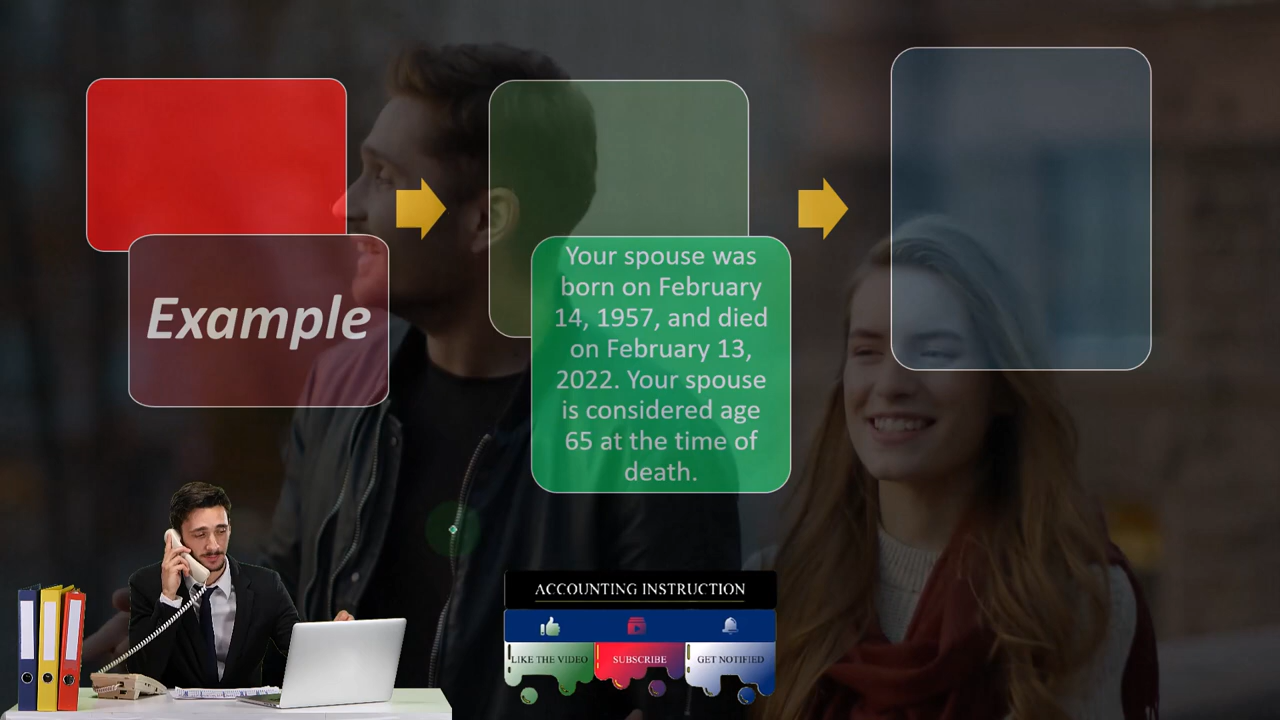 Example
Your spouse was
born on February
14, 1957, and died
on February 13,
2022. Your spouse
is considered age
65 at the time of
death.
ACCOUNTING INSTRUCTION
LIKE THE VIDEO
SUBSCRIBE
GET NOTIFIED